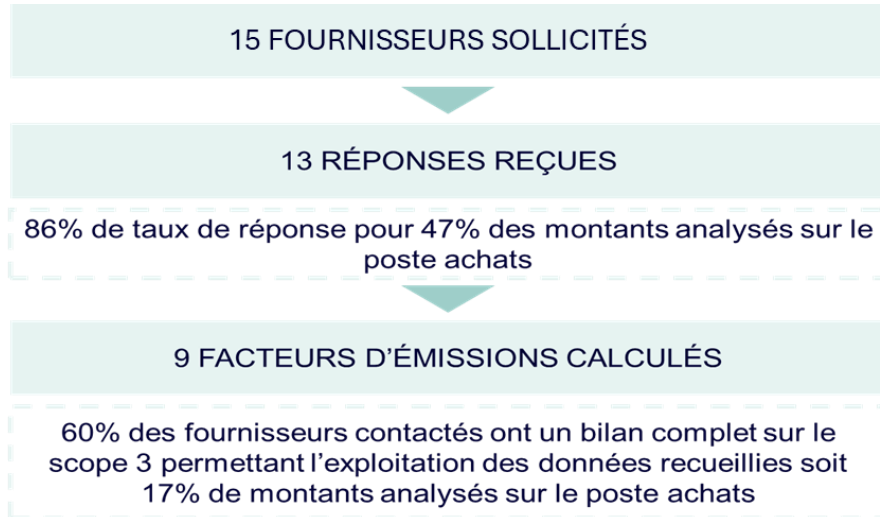 15 FOURNISSEURS SOLLICITÉS
13 RÉPONSES REÇUES
86% de taux de réponse pour 47% des montants analysés sur le
poste achats
9 FACTEURS D’ÉMISSIONS CALCULÉS
60% des fournisseurs contactés ont un bilan complet sur le
scope 3 permettant l’exploitation des données recueillies soit
17% de montants analysés sur le poste achats